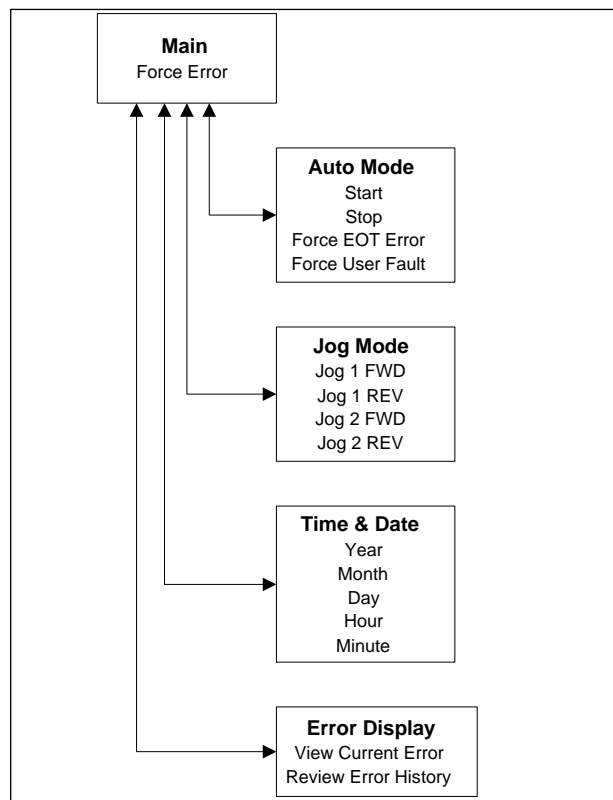 Main
Force Error
Auto Mode
Start
Stop
Force EOT Error
Force User Fault
Jog Mode
Jog 1 FWD
Jog 1 REV
Jog 2 FWD
Jog 2 REV
Time & Date
Year
Month
Day
Hour
Minute
Error Display
View Current Error
Review Error History